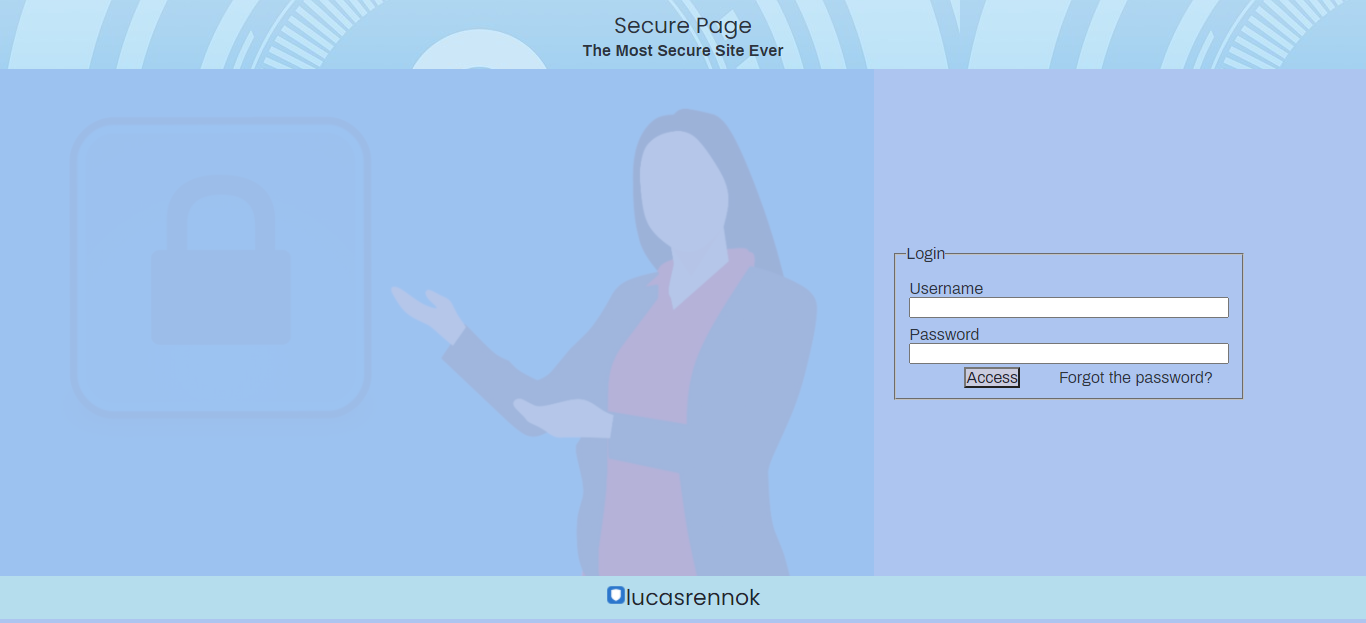 Secure Page
The Most Secure Site Ever
Login
Username
Password
Access Forgot the password?
lucasrennok